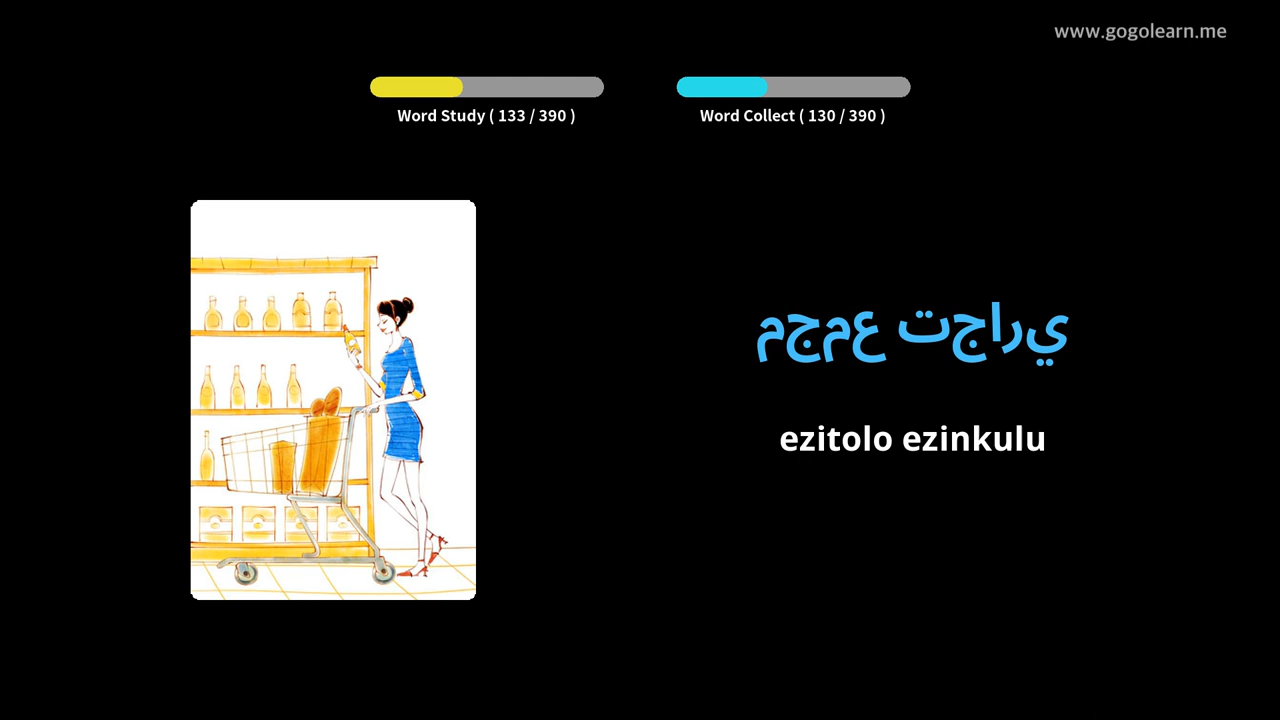 www.gogolearn.me
Word Study ( 133 / 390 )
Word Collect ( 130 / 390 )
مجمع تجاري
ezitolo ezinkulu